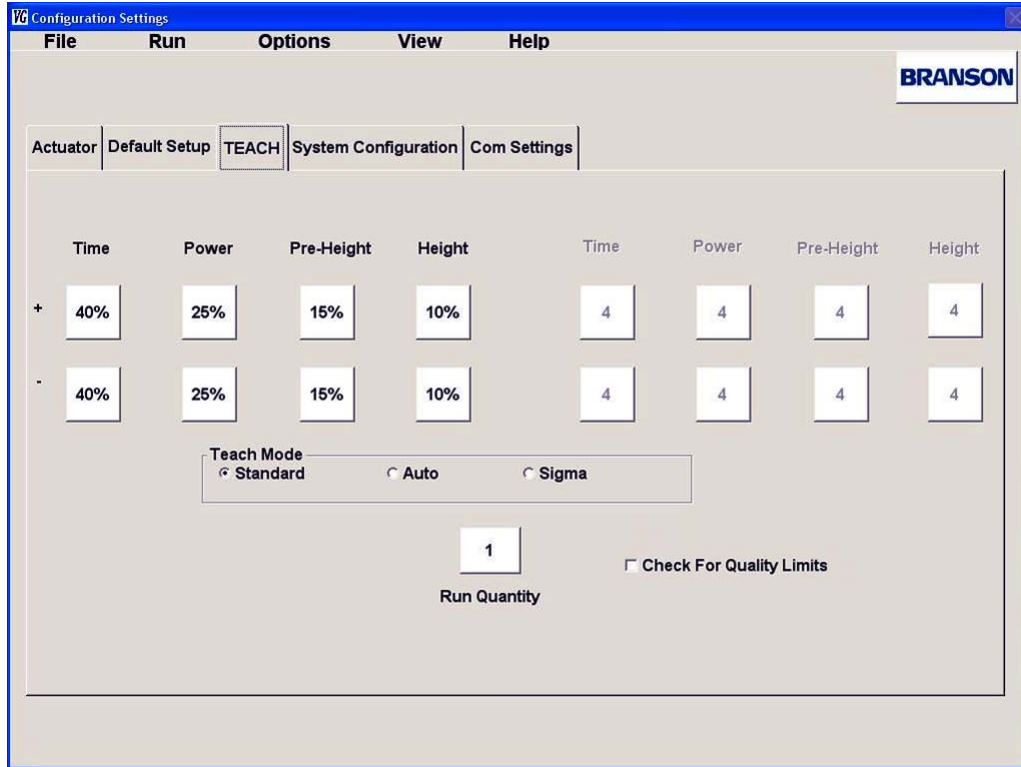 VG Configuration Settings
File Run Options View Help
BRANSON
Actuator Default Setup TEACH System Configuration Com Settings
Time Power Pre-Height Height Time Power Pre-Height Height
+ 40% 25% 15% 10% 4 4 4 4
- 40% 25% 15% 10% 4 4 4 4
Teach Mode
Standard Auto Sigma
1
Check For Quality Limits
Run Quantity